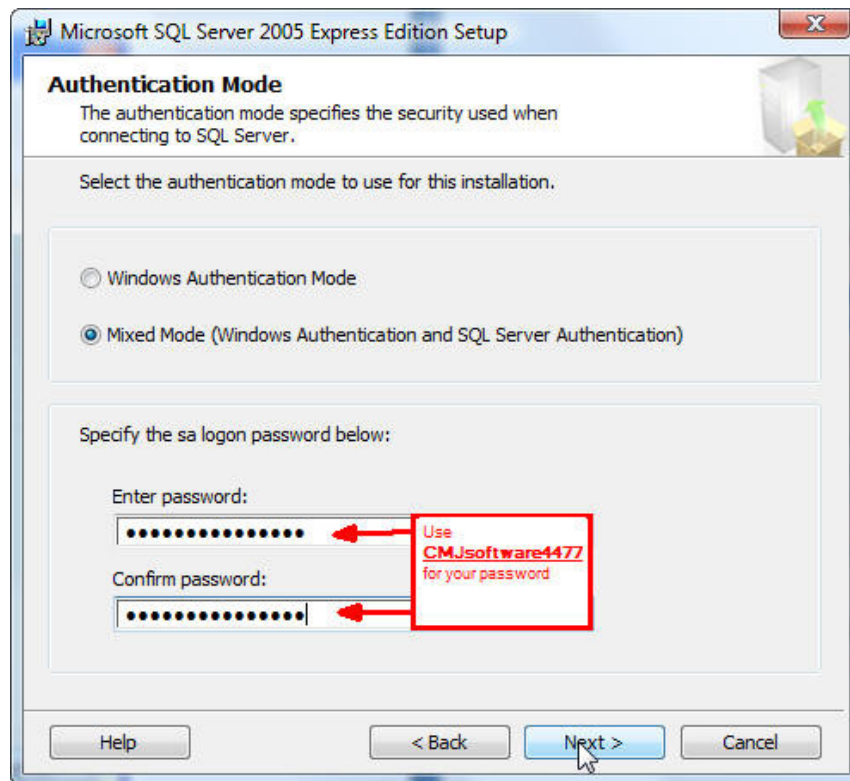 Microsoft SQL Server 2005 Express Edition Setup
Authentication Mode
The authentication mode specifies the security used when
connecting to SQL Server.
Select the authentication mode to use for this installation.
Windows Authentication Mode
Mixed Mode (Windows Authentication and SQL Server Authentication)
Specify the sa logon password below:
Enter password:
•••••••••••••••
Use
CMJsoftware4477
for your password
Confirm password:
•••••••••••••••
Help
< Back
Next >
Cancel